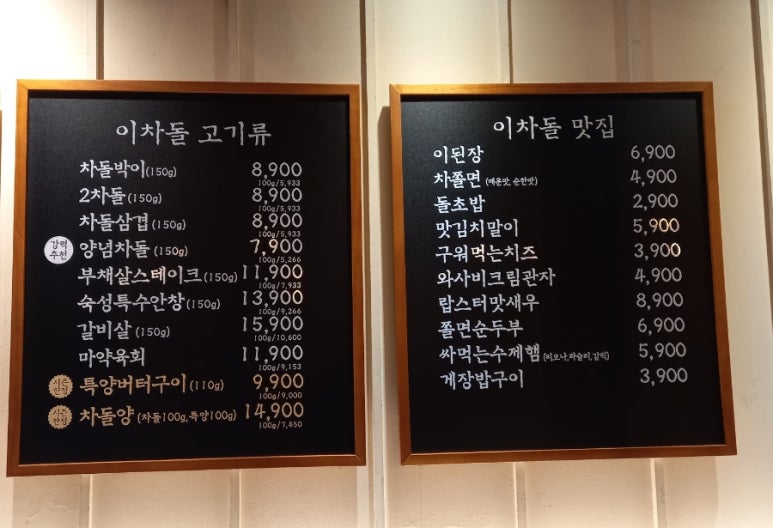 이차돌 고기류
차돌박이(150g) 8,900
100g/5,933
2차돌(150g) 8,900
100g/5,933
차돌삼겹(150g) 8,900
100g/5,933
강력추천 양념차돌(150g) 7,900
100g/5,266
부채살스테이크(150g) 11,900
100g/7,933
숙성특수안창(150g) 13,900
100g/9,266
갈비살(150g) 15,900
100g/10,600
마약육회 11,900
100g/9,153
시즌한정 특양버터구이(110g) 9,900
100g/9,000
시즌한정 차돌양(차돌100g,특양100g) 14,900
100g/7,450
이차돌 맛집
이된장 6,900
차쫄면(매운맛, 순한맛) 4,900
돌초밥 2,900
맛김치말이 5,900
구워먹는치즈 3,900
와사비크림관자 4,900
랍스터맛새우 8,900
쫄면순두부 6,900
싸먹는수제햄 5,900
게장밥구이 3,900